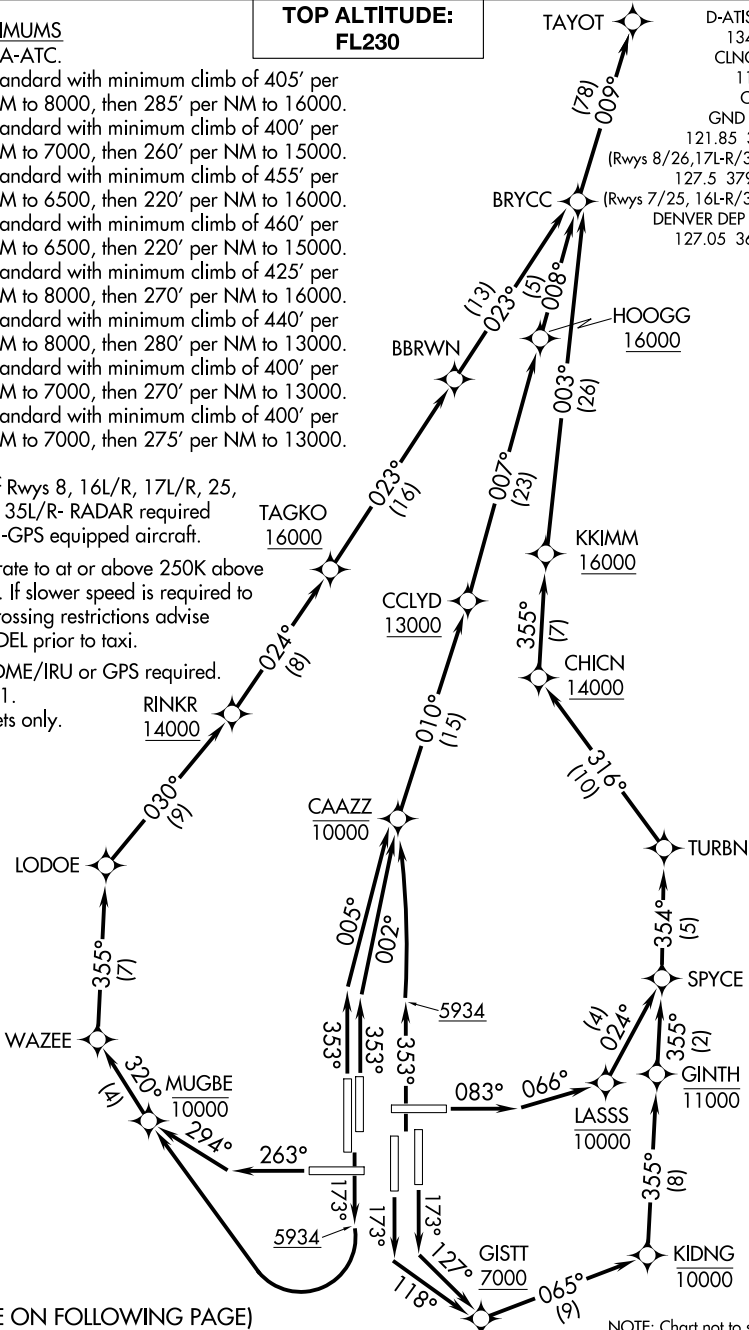 TOP ALTITUDE:
FL230
IMUMS
A-ATC.
andard with minimum climb of 405' per
M to 8000, then 285' per NM to 16000.
andard with minimum climb of 400' per
M to 7000, then 260' per NM to 15000.
andard with minimum climb of 455' per
M to 6500, then 220' per NM to 16000.
andard with minimum climb of 460' per
M to 6500, then 220' per NM to 15000.
andard with minimum climb of 425' per
M to 8000, then 270' per NM to 16000.
andard with minimum climb of 440' per
M to 8000, then 280' per NM to 13000.
andard with minimum climb of 400' per
M to 7000, then 270' per NM to 13000.
andard with minimum climb of 400' per
M to 7000, then 275' per NM to 13000.
f Rwys 8, 16L/R, 17L/R, 25,
35L/R- RADAR required
-GPS equipped aircraft.
rate to at or above 250K above
. If slower speed is required to
rossing restrictions advise
DEL prior to taxi.
DME/IRU or GPS required.
1.
ets only.
D-ATIS
134
CLNC
11
C
GND
121.85 3
(Rwys 8/26,17L-R/3
127.5 379
(Rwys 7/25, 16L-R/3
DENVER DEP
127.05 36
TAYOT
(78)
009°
BRYCC
(13)
023°
(5)
008°
HOOGG
16000
BBRWN
003°
(26)
023°
(16)
007°
(23)
TAGKO
16000
KKIMM
16000
CCLYD
13000
355°
(7)
024°
(8)
CHICN
14000
RINKR
14000
010°
(15)
316°
(10)
030°
(9)
CAAZZ
10000
TURBN
LODOE
005°
002°
354°
(5)
355°
(7)
SPYCE
5934
WAZEE
353°
353°
353°
(4)
024°
355°
(2)
320°
(4)
MUGBE
10000
083°
066°
LASSS
10000
GINTH
11000
294°
263°
173°
355°
(8)
5934
173°
173°
127°
118°
GISTT
7000
065°
(9)
KIDNG
10000
E ON FOLLOWING PAGE)
NOTE: Chart not to s